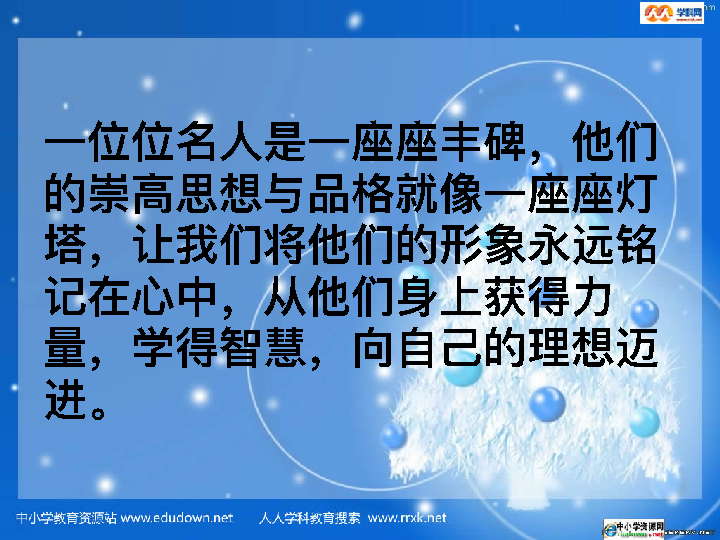 学科网
www.rrxk.net
一位位名人是一座座丰碑，他们
的崇高思想与品格就像一座座灯
塔，让我们将他们的形象永远铭
记在心中，从他们身上获得力
量，学得智慧，向自己的理想迈
进。
中小学教育资源站 www.edudown.net 人人学科教育搜索 www.rrxk.net
中小学资源网